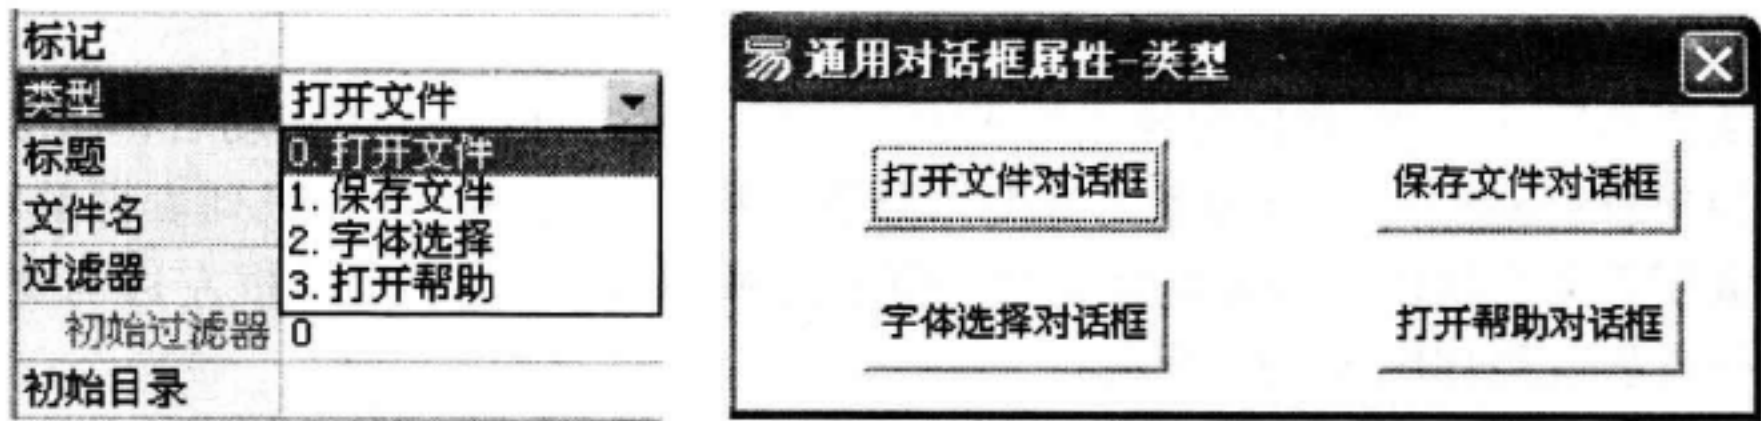 标记
类型 打开文件
0. 打开文件
标题
1. 保存文件
文件名
2. 字体选择
过滤器
3. 打开帮助
初始过滤器 0
初始目录
易 通用对话框属性-类型
打开文件对话框 保存文件对话框
字体选择对话框 打开帮助对话框